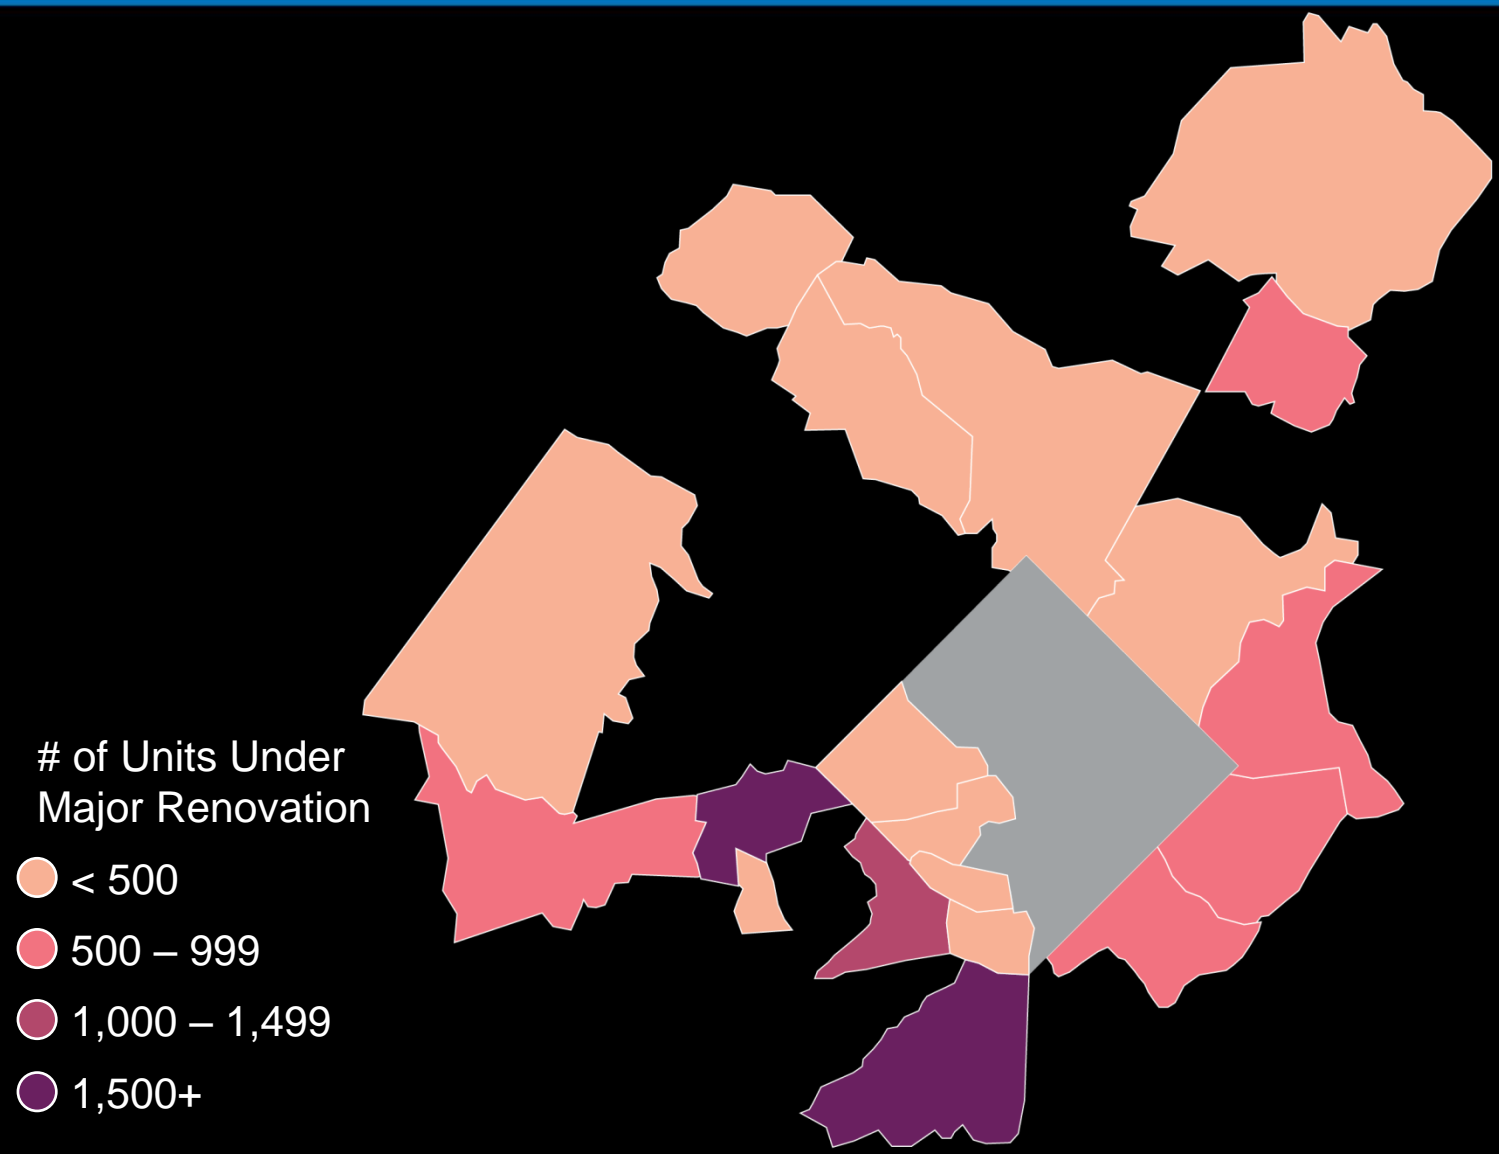 # of Units Under
Major Renovation
< 500
500 – 999
1,000 – 1,499
1,500+